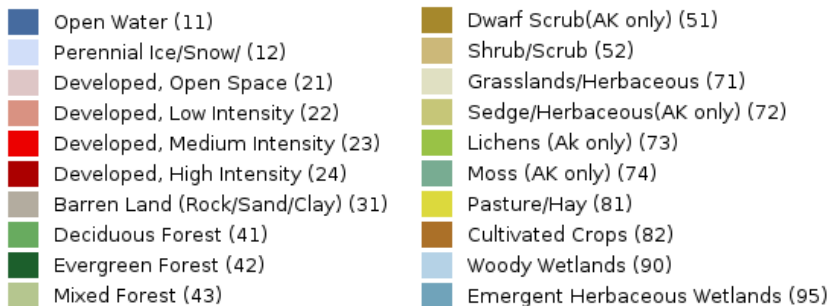 Open Water (11)
Perennial Ice/Snow/ (12)
Developed, Open Space (21)
Developed, Low Intensity (22)
Developed, Medium Intensity (23)
Developed, High Intensity (24)
Barren Land (Rock/Sand/Clay) (31)
Deciduous Forest (41)
Evergreen Forest (42)
Mixed Forest (43)
Dwarf Scrub(AK only) (51)
Shrub/Scrub (52)
Grasslands/Herbaceous (71)
Sedge/Herbaceous(AK only) (72)
Lichens (Ak only) (73)
Moss (AK only) (74)
Pasture/Hay (81)
Cultivated Crops (82)
Woody Wetlands (90)
Emergent Herbaceous Wetlands (95)